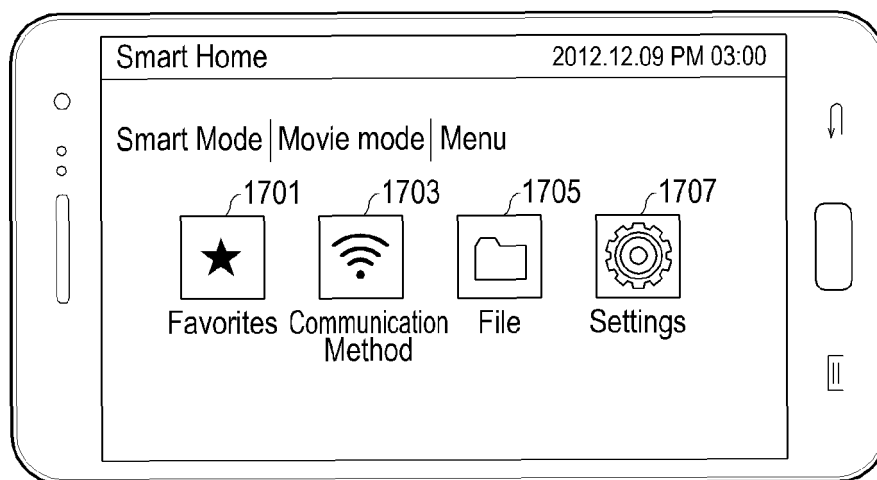 Smart Home 2012.12.09 PM 03:00
Smart Mode Movie mode Menu
1701 1703 1705 1707
Favorites Communication Method File Settings